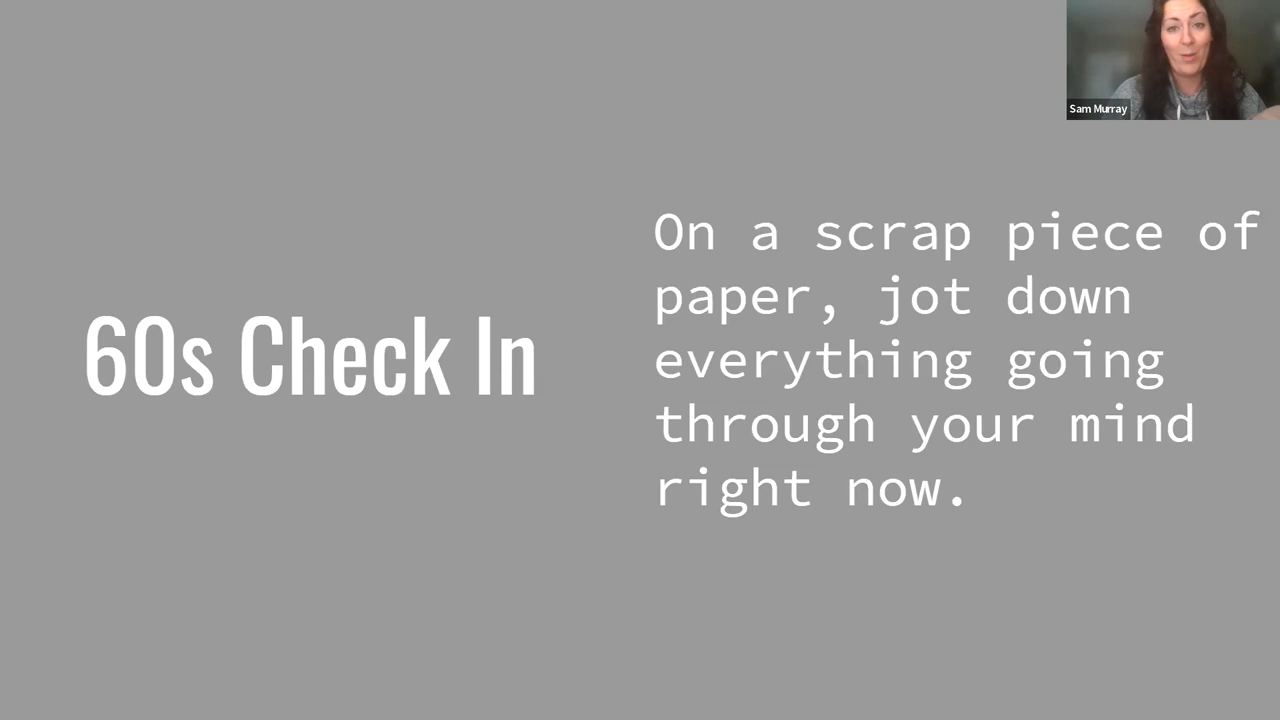 Sam Murray
60s Check In
On a scrap piece of
paper, jot down
everything going
through your mind
right now.